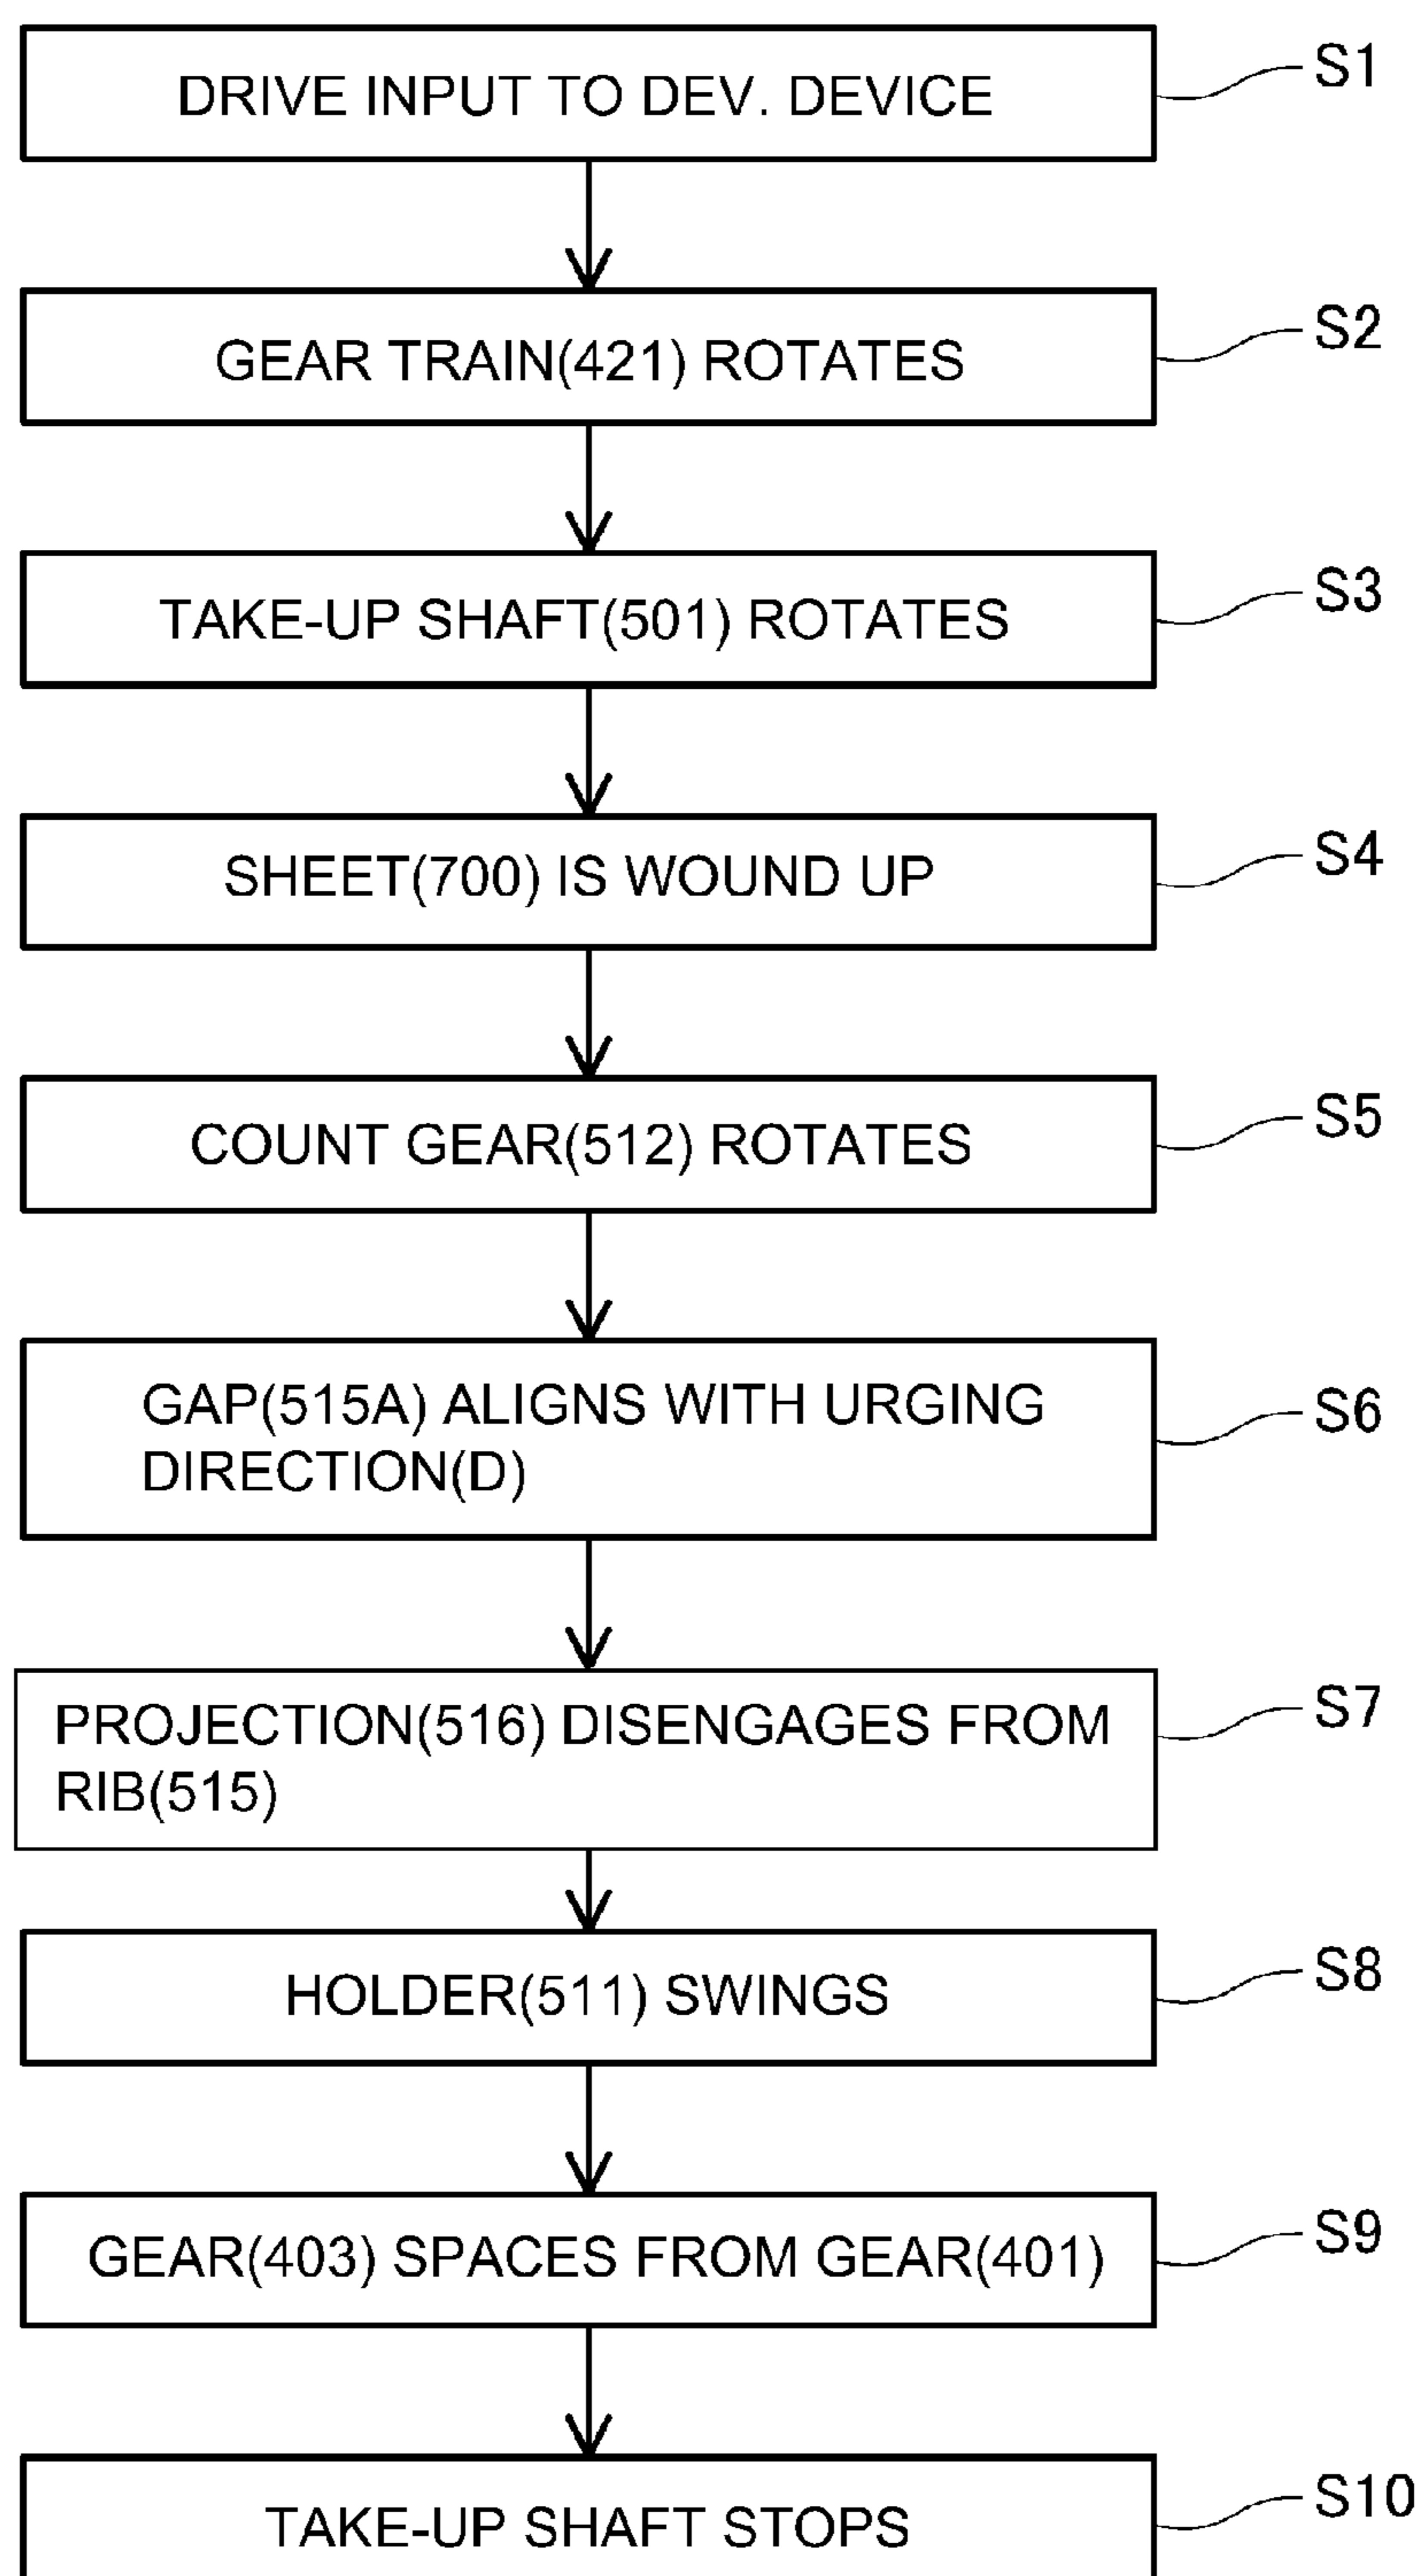 DRIVE INPUT TO DEV. DEVICE
S1
GEAR TRAIN(421) ROTATES
S2
TAKE-UP SHAFT(501) ROTATES
S3
SHEET(700) IS WOUND UP
S4
COUNT GEAR(512) ROTATES
S5
GAP(515A) ALIGNS WITH URGING
DIRECTION(D)
S6
PROJECTION(516) DISENGAGES FROM
RIB(515)
S7
HOLDER(511) SWINGS
S8
GEAR(403) SPACES FROM GEAR(401)
S9
TAKE-UP SHAFT STOPS
S10